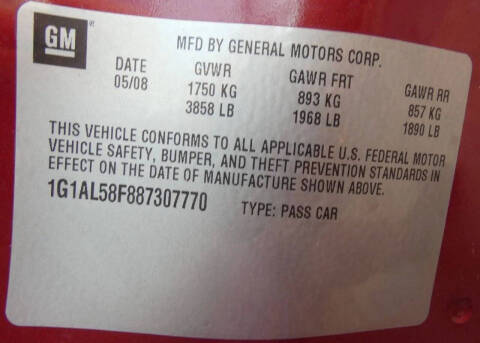 GM
MFD BY GENERAL MOTORS CORP.
DATE GVWR GAWR FRT GAWR RR
05/08 1750 KG 893 KG 857 KG
3858 LB 1968 LB 1890 LB
THIS VEHICLE CONFORMS TO ALL APPLICABLE U.S. FEDERAL MOTOR
VEHICLE SAFETY, BUMPER, AND THEFT PREVENTION STANDARDS IN
EFFECT ON THE DATE OF MANUFACTURE SHOWN ABOVE.
1G1AL58F887307770 TYPE: PASS CAR